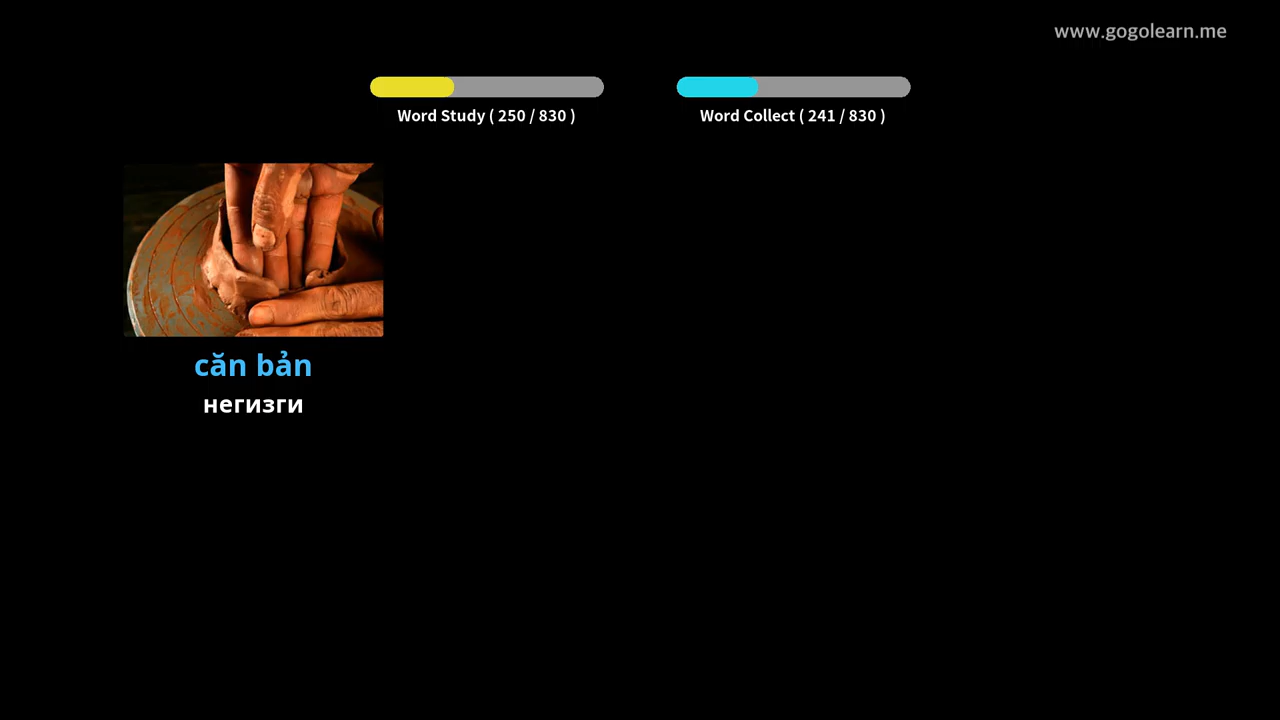 www.gogolearn.me
Word Study ( 250 / 830 )
Word Collect ( 241 / 830 )
căn bản
негизги